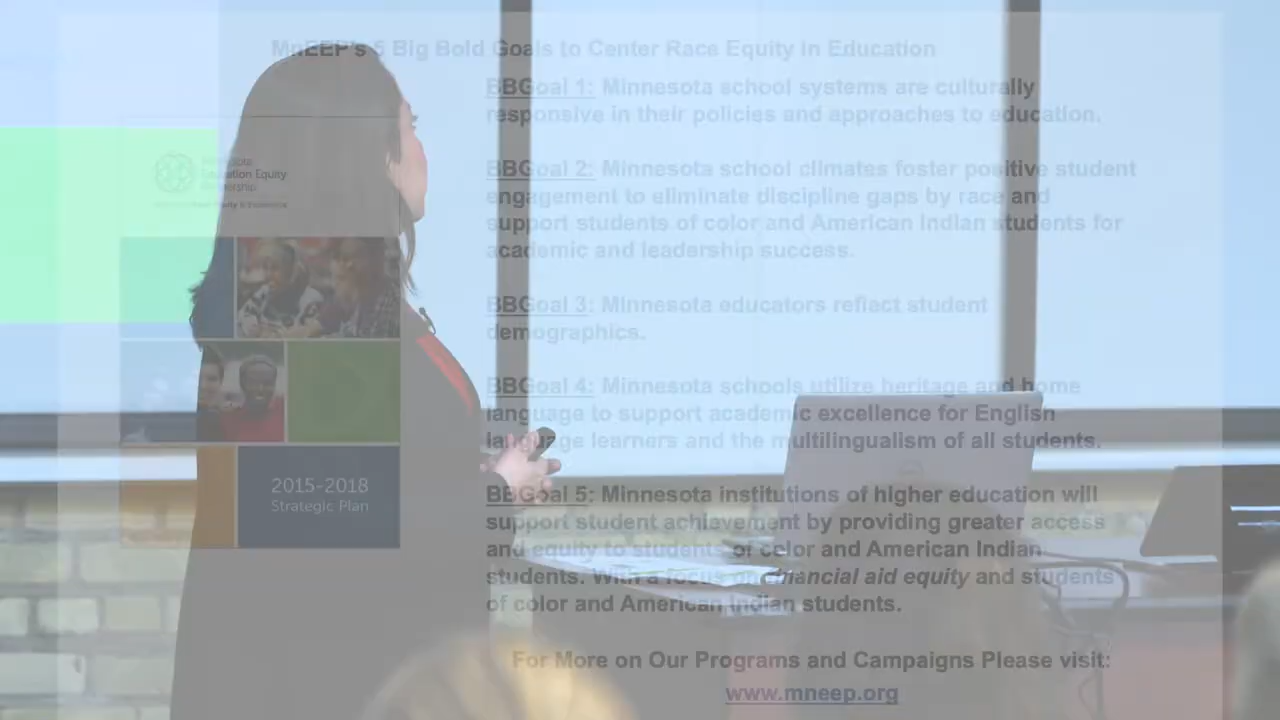 MnEEP's 5 Big Bold Goals to Center Race Equity in Education
BBGoal 1: Minnesota school systems are culturally
responsive in their policies and approaches to education.
Minnesota
Education Equity
Partnership
BBGoal 2: Minnesota school climates foster positive student
engagement to eliminate discipline gaps by race and
support students of color and American Indian students for
academic and leadership success.
BBGoal 3: Minnesota educators reflect student
demographics.
BBGoal 4: Minnesota schools utilize heritage and home
language to support academic excellence for English
language learners and the multilingualism of all students.
2015-2018
Strategic Plan
BBGoal 5: Minnesota institutions of higher education will
support student achievement by providing greater access
and equity to students of color and American Indian
students. With a focus on financial aid equity and students
of color and American Indian students.
For More on Our Programs and Campaigns Please visit:
www.mneep.org